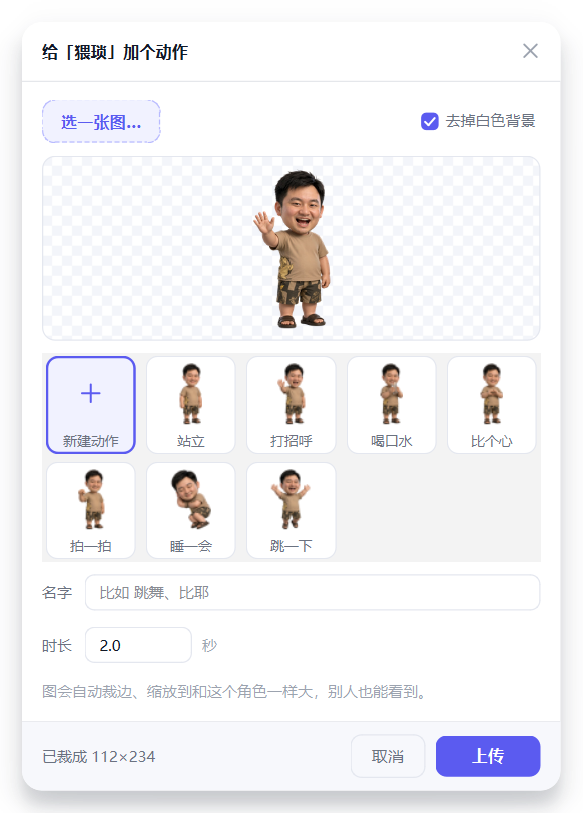 给「猥琐」加个动作
选一张图...
去掉白色背景
新建动作
站立
打招呼
喝口水
比个心
拍一拍
睡一会
跳一下
名字
比如 跳舞、比耶
时长
2.0
秒
图会自动裁边、缩放到和这个角色一样大，别人也能看到。
已裁成 112×234
取消
上传